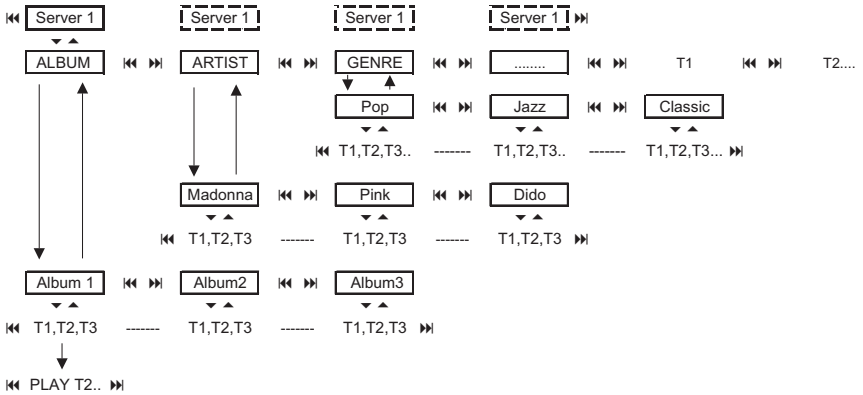 Server 1 Server 1 Server 1 Server 1
ALBUM ARTIST GENRE ........ T1 T2....
Pop Jazz Classic
T1,T2,T3.. ------- T1,T2,T3.. ------- T1,T2,T3...
Madonna Pink Dido
T1,T2,T3 ------- T1,T2,T3 ------- T1,T2,T3
Album 1 Album2 Album3
T1,T2,T3 ------- T1,T2,T3 ------- T1,T2,T3
PLAY T2..